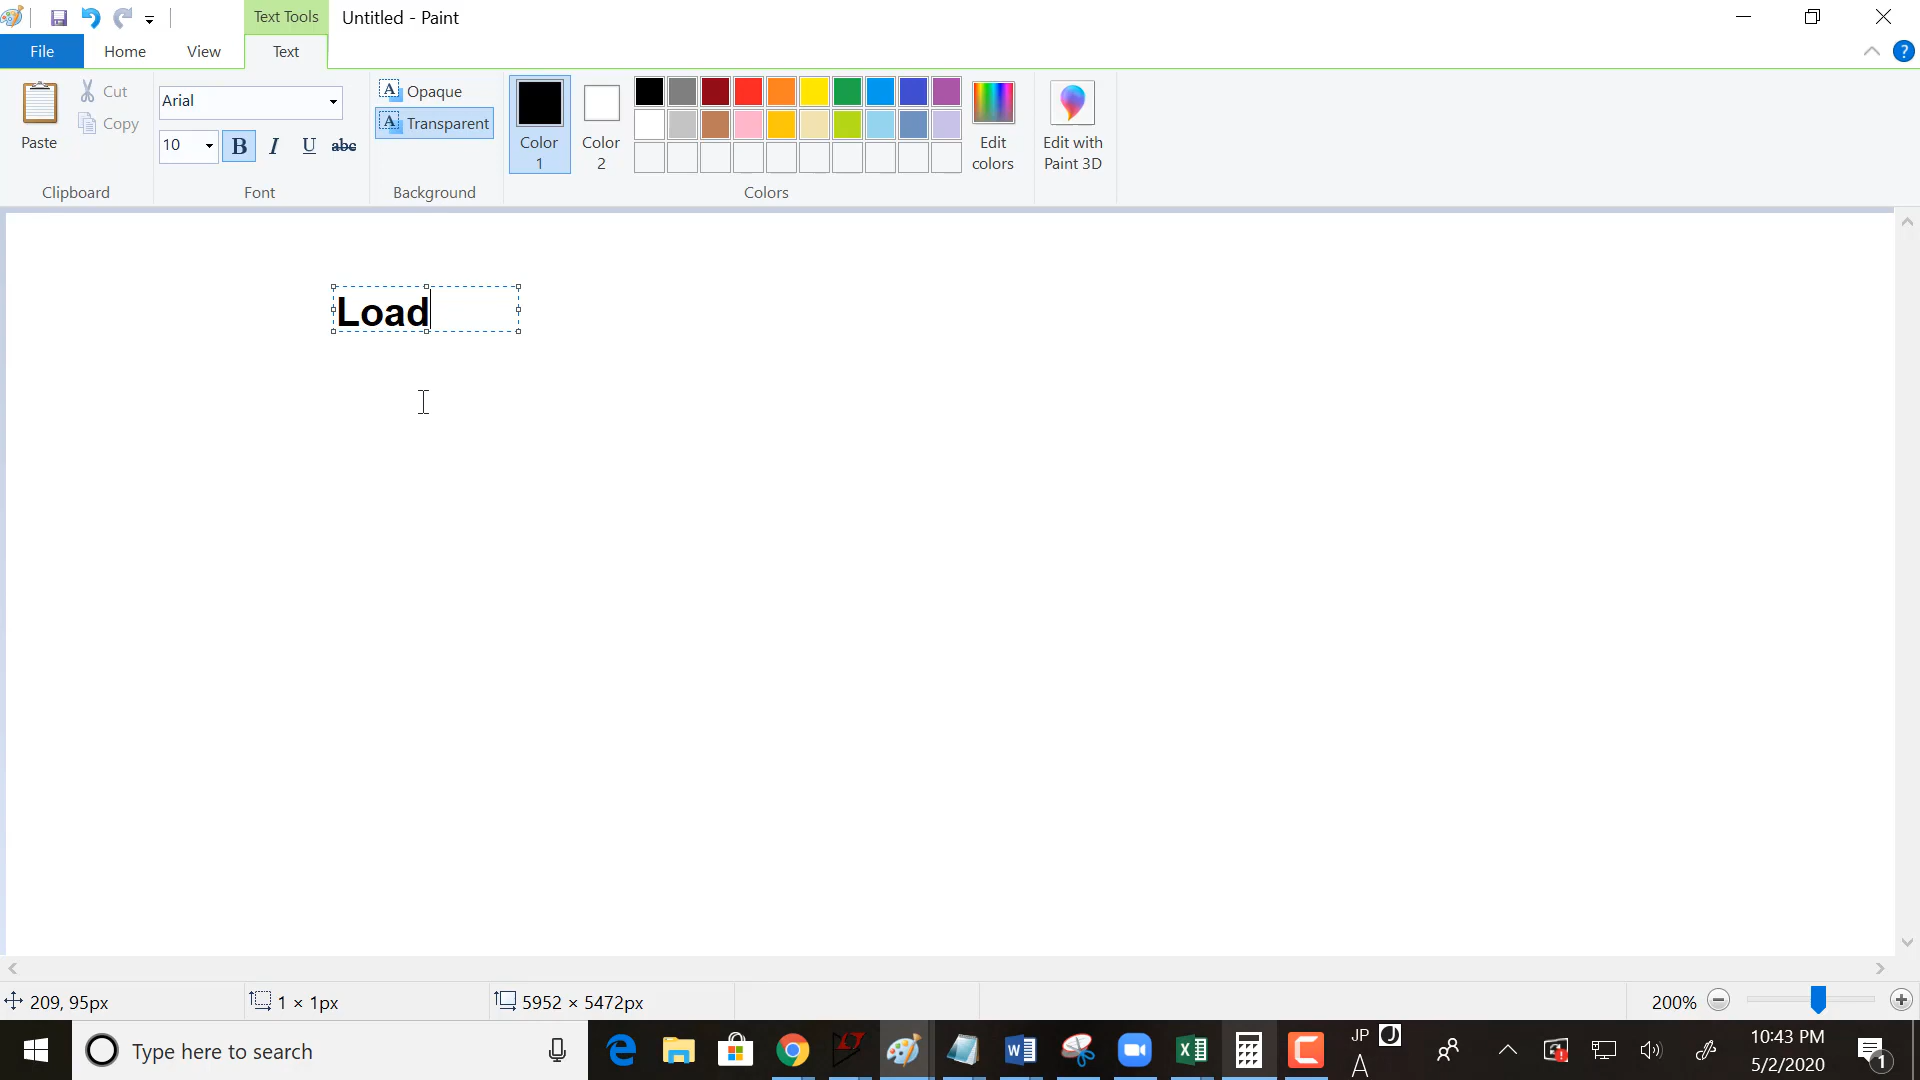 Text Tools
Untitled - Paint
File
Home
View
Text
?
Paste
Cut
Copy
Clipboard
Arial
10
B
I
U
abc
Font
A Opaque
A Transparent
Background
Color
1
Color
2
Colors
Edit
colors
Edit with
Paint 3D
Load
209, 95px
1 × 1px
5952 × 5472px
200%
Type here to search
JP
J
A
10:43 PM
5/2/2020
1